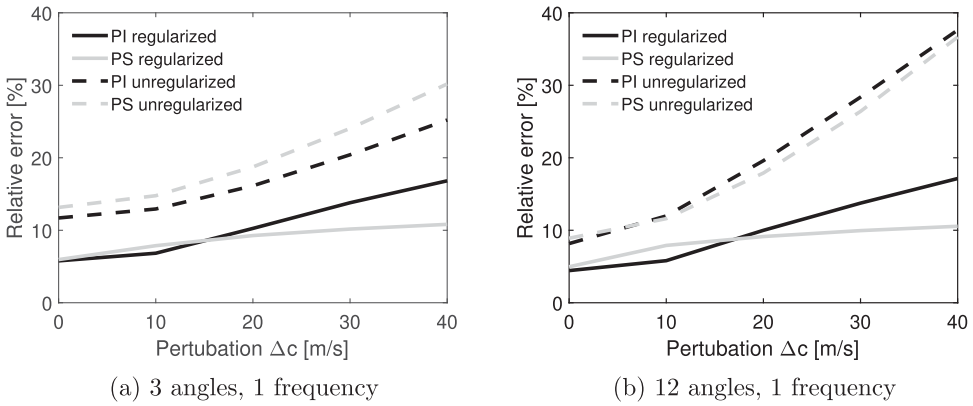 40
30
20
10
0
0 10 20 30 40
Relative error [%]
Pertubation Δc [m/s]
PI regularized
PS regularized
PI unregularized
PS unregularized
(a) 3 angles, 1 frequency
40
30
20
10
0
0 10 20 30 40
Relative error [%]
Pertubation Δc [m/s]
PI regularized
PS regularized
PI unregularized
PS unregularized
(b) 12 angles, 1 frequency